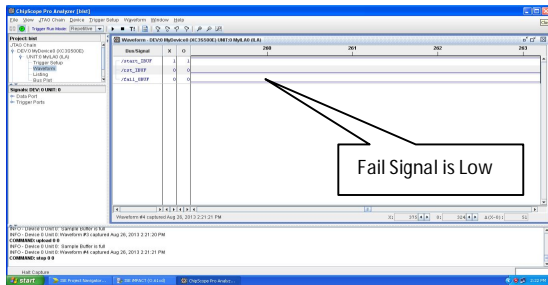 ChipScope Pro Analyzer [bist]
File View JTAG Chain Device Trigger Setup Waveform Window Help
Trigger Run Mode: Repetitive
Project: bist
JTAG Chain
DEV:0 MyDevice0 (XC3S500E)
UNIT:0 MyILA0 (ILA)
Trigger Setup
Waveform
Listing
Bus Plot
Signals: DEV: 0 UNIT: 0
Data Port
Trigger Ports
Waveform - DEV:0 MyDevice0 (XC3S500E) UNIT:0 MyILA0 (ILA)
Bus/Signal X O 260 261 262 263
/start_IBUF 1 1
/rst_IBUF 0 0
/fail_OBUF 0 0
Fail Signal is Low
Waveform #4 captured Aug 28, 2013 2:21:21 PM
INFO - Device 0 Unit 0: Sample Buffer is full
INFO - Device 0 Unit 0: Waveform #3 captured Aug 28, 2013 2:21:20 PM
COMMAND: upload 0 0
INFO - Device 0 Unit 0: Sample Buffer is full
INFO - Device 0 Unit 0: Waveform #4 captured Aug 28, 2013 2:21:21 PM
COMMAND: stop 0 0
Halt Capture
start
ISE Project Navigator...
ChipScope Pro Analyz...